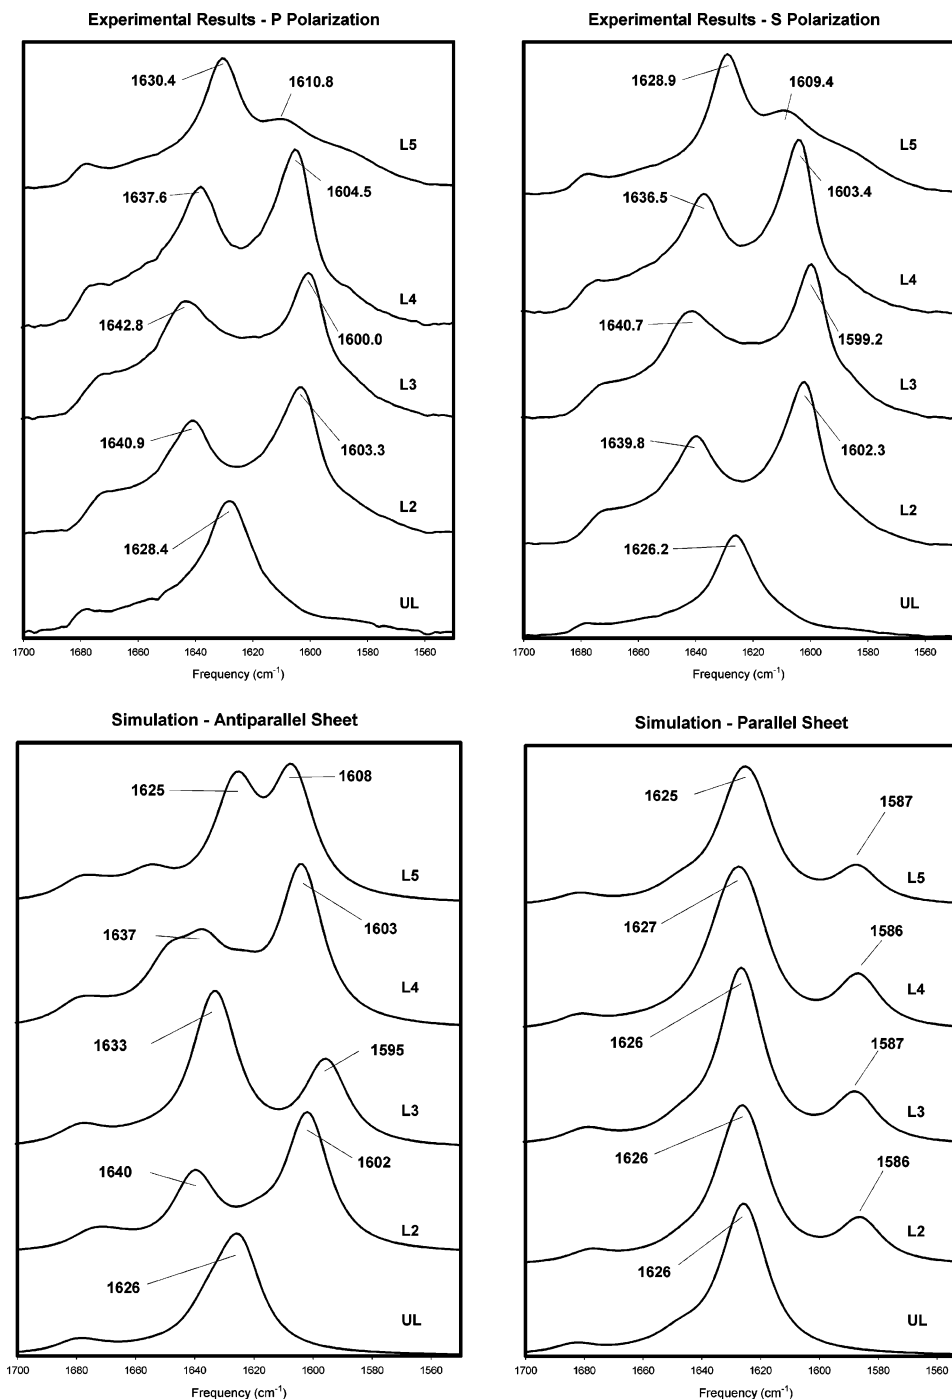 Experimental Results - P Polarization
1630.4
1610.8
L5
1637.6
1604.5
L4
1642.8
1600.0
L3
1640.9
1603.3
L2
1628.4
UL
1700 1680 1660 1640 1620 1600 1580 1560
Frequency (cm-1)
Experimental Results - S Polarization
1628.9
1609.4
L5
1636.5
1603.4
L4
1640.7
1599.2
L3
1639.8
1602.3
L2
1626.2
UL
1700 1680 1660 1640 1620 1600 1580 1560
Frequency (cm-1)
Simulation - Antiparallel Sheet
1625
1608
L5
1637
1603
L4
1633
1595
L3
1640
1602
L2
1626
UL
1700 1680 1660 1640 1620 1600 1580 1560
Frequency (cm-1)
Simulation - Parallel Sheet
1625
1587
L5
1627
1586
L4
1626
1587
L3
1626
1586
L2
1626
UL
1700 1680 1660 1640 1620 1600 1580 1560
Frequency (cm-1)